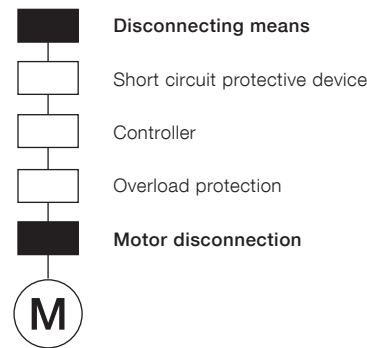 Disconnecting means
Short circuit protective device
Controller
Overload protection
Motor disconnection
M